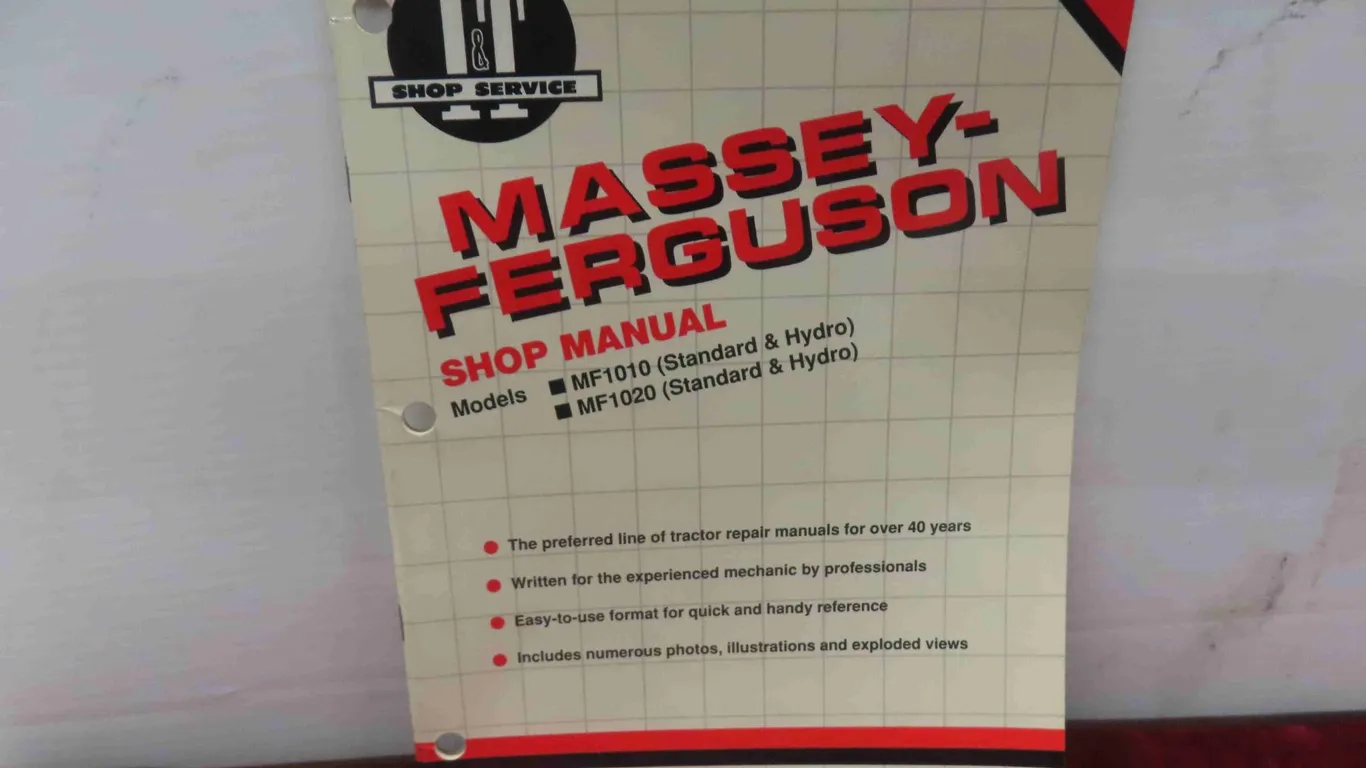 I&T
SHOP SERVICE
MASSEY-
FERGUSON
SHOP MANUAL
Models ■ MF1010 (Standard & Hydro)
■ MF1020 (Standard & Hydro)
● The preferred line of tractor repair manuals for over 40 years
● Written for the experienced mechanic by professionals
● Easy-to-use format for quick and handy reference
● Includes numerous photos, illustrations and exploded views